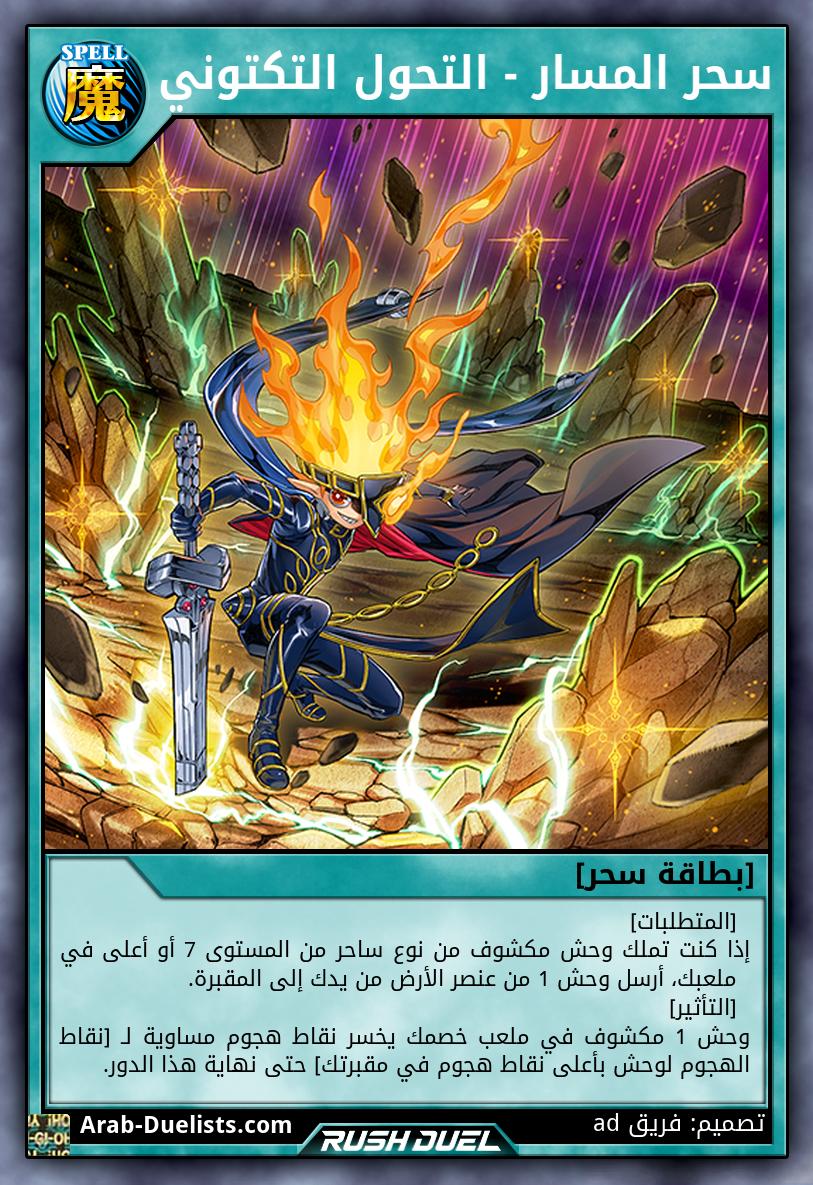 SPELL
魔
سحر المسار - التحول التكتوني
[بطاقة سحر]
[المتطلبات]
إذا كنت تملك وحش مكشوف من نوع ساحر من المستوى 7 أو أعلى في
ملعبك، أرسل وحش 1 من عنصر الأرض من يدك إلى المقبرة.
[التأثير]
وحش 1 مكشوف في ملعب خصمك يخسر نقاط هجوم مساوية لـ [نقاط
الهجوم لوحش بأعلى نقاط هجوم في مقبرتك] حتى نهاية هذا الدور.
Arab-Duelists.com
RUSH DUEL
تصميم: فريق ad